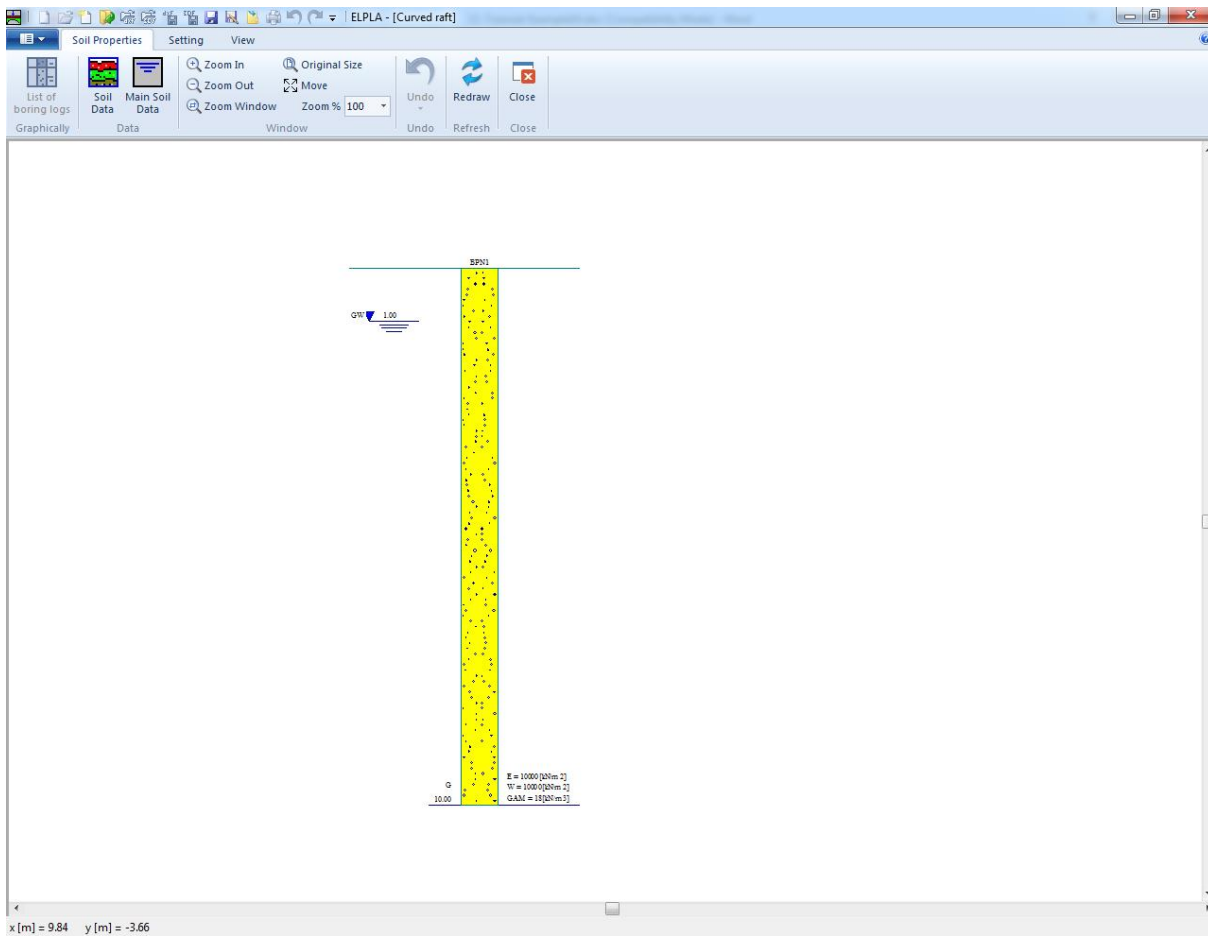 ELPLA - [Curved raft]
Soil Properties Setting View
List of boring logs
Soil Data
Main Soil Data
Zoom In
Zoom Out
Zoom Window
Original Size
Move
Zoom % 100
Undo
Redraw
Close
Graphically Data Window Undo Refresh Close
BPN1
GW 1.00
G
10.00
E = 10000[kN/m 2]
W = 10000[kN/m 2]
GAM = 18[kN/m3]
x [m] = 9.84 y [m] = -3.66